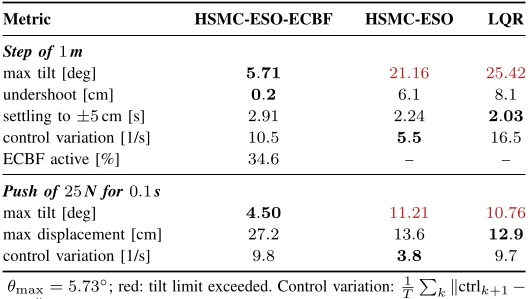 Metric HSMC-ESO-ECBF HSMC-ESO LQR
Step of 1 m
max tilt [deg] 5.71 21.16 25.42
undershoot [cm] 0.2 6.1 8.1
settling to ±5 cm [s] 2.91 2.24 2.03
control variation [1/s] 10.5 5.5 16.5
ECBF active [%] 34.6 – –
Push of 25 N for 0.1 s
max tilt [deg] 4.50 11.21 10.76
max displacement [cm] 27.2 13.6 12.9
control variation [1/s] 9.8 3.8 9.7
θmax = 5.73°; red: tilt limit exceeded. Control variation: 1/T ∑k ‖ctrlk+1 −